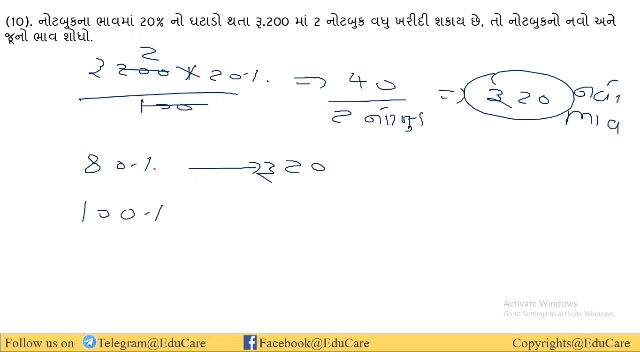 (10). નોટબુકના ભાવમાં 20% નો ઘટાડો થતા રૂ.200 માં 2 નોટબુક વધુ ખરીદી શકાય છે, તો નોટબુકનો નવો અને
જૂનો ભાવ શોધો.
2
રૂ 200 × 20%
100
⇒ 40
2 નોટબુક
⇒ રૂ 20 નવો
ભાવ
80% → રૂ 20
100%
Activate Windows
Go to Settings to activate Windows.
Follow us on Telegram@EduCare Facebook@EduCare Copyrights@EduCare